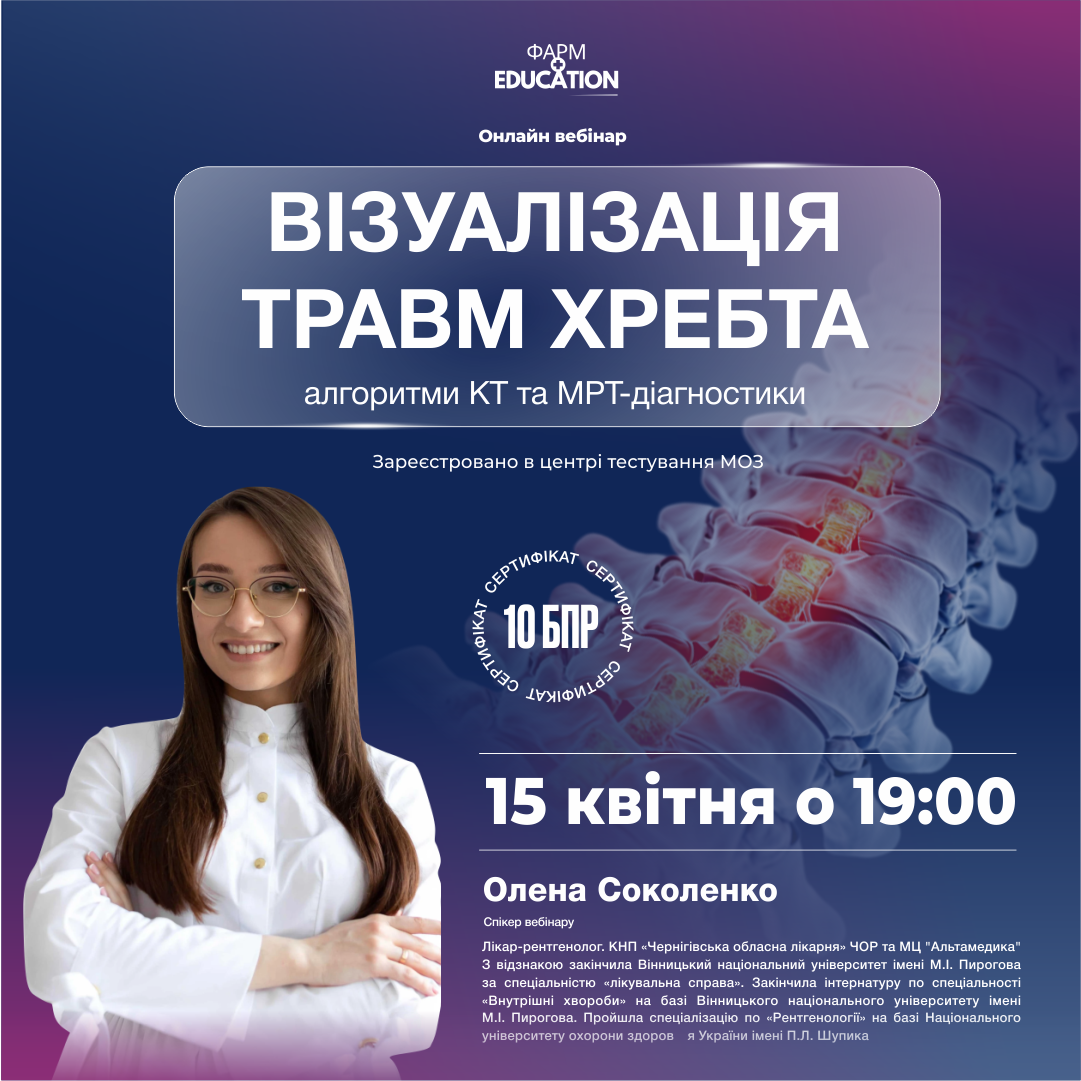 ФАРМ
EDUCATION
Онлайн вебінар
ВІЗУАЛІЗАЦІЯ
ТРАВМ ХРЕБТА
алгоритми КТ та МРТ-діагностики
Зареєстровано в центрі тестування МОЗ
СЕРТИФІКАТ СЕРТИФІКАТ СЕРТИФІКАТ СЕРТИФІКАТ СЕРТИФІКАТ
10 БПР
15 квітня о 19:00
Олена Соколенко
Спікер вебінару
Лікар-рентгенолог. КНП «Чернігівська обласна лікарня» ЧОР та МЦ "Альтамедика"
З відзнакою закінчила Вінницький національний університет імені М.І. Пирогова
за спеціальністю «лікувальна справа». Закінчила інтернатуру по спеціальності
«Внутрішні хвороби» на базі Вінницького національного університету імені
М.І. Пирогова. Пройшла спеціалізацію по «Рентгенології» на базі Національного
університету охорони здоров я України імені П.Л. Шупика